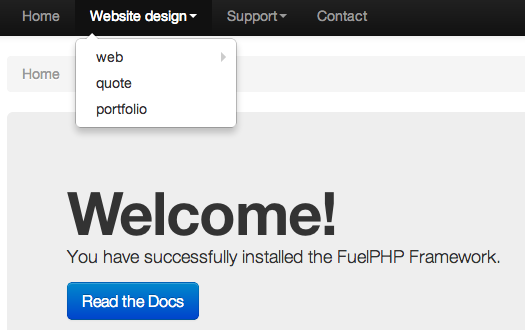 Home Website design Support Contact
web
quote
portfolio
Home
Welcome!
You have successfully installed the FuelPHP Framework.
Read the Docs